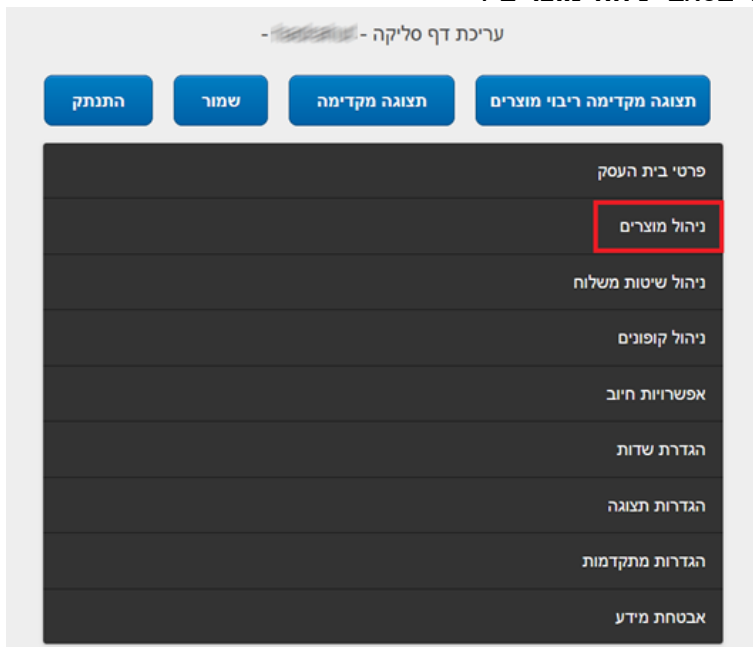 עריכת דף סליקה - -
תצוגה מקדימה ריבוי מוצרים תצוגה מקדימה שמור התנתק
פרטי בית העסק
ניהול מוצרים
ניהול שיטות משלוח
ניהול קופונים
אפשרויות חיוב
הגדרת שדות
הגדרות תצוגה
הגדרות מתקדמות
אבטחת מידע